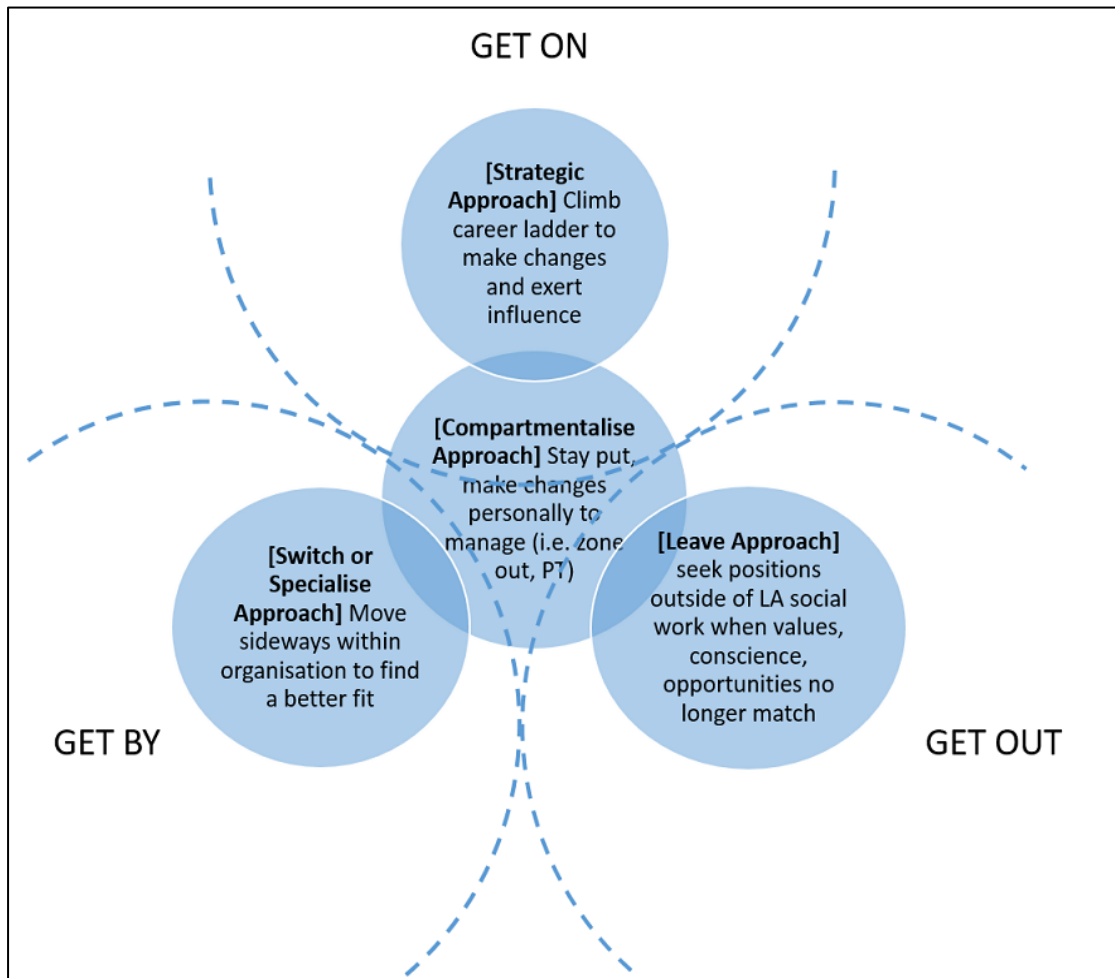 GET ON
[Strategic
Approach] Climb
career ladder to
make changes
and exert
influence
[Compartmentalise
Approach] Stay put,
make changes
personally to
manage (i.e. zone
out, PT)
[Switch or
Specialise
Approach] Move
sideways within
organisation to find
a better fit
[Leave Approach]
seek positions
outside of LA social
work when values,
conscience,
opportunities no
longer match
GET BY
GET OUT